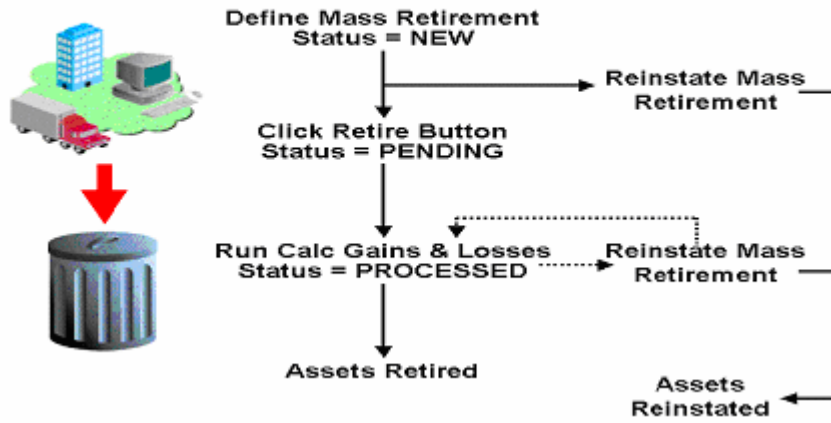 Define Mass Retirement
Status = NEW
Reinstate Mass
Retirement
Click Retire Button
Status = PENDING
Run Calc Gains & Losses
Status = PROCESSED
Reinstate Mass
Retirement
Assets Retired
Assets
Reinstated